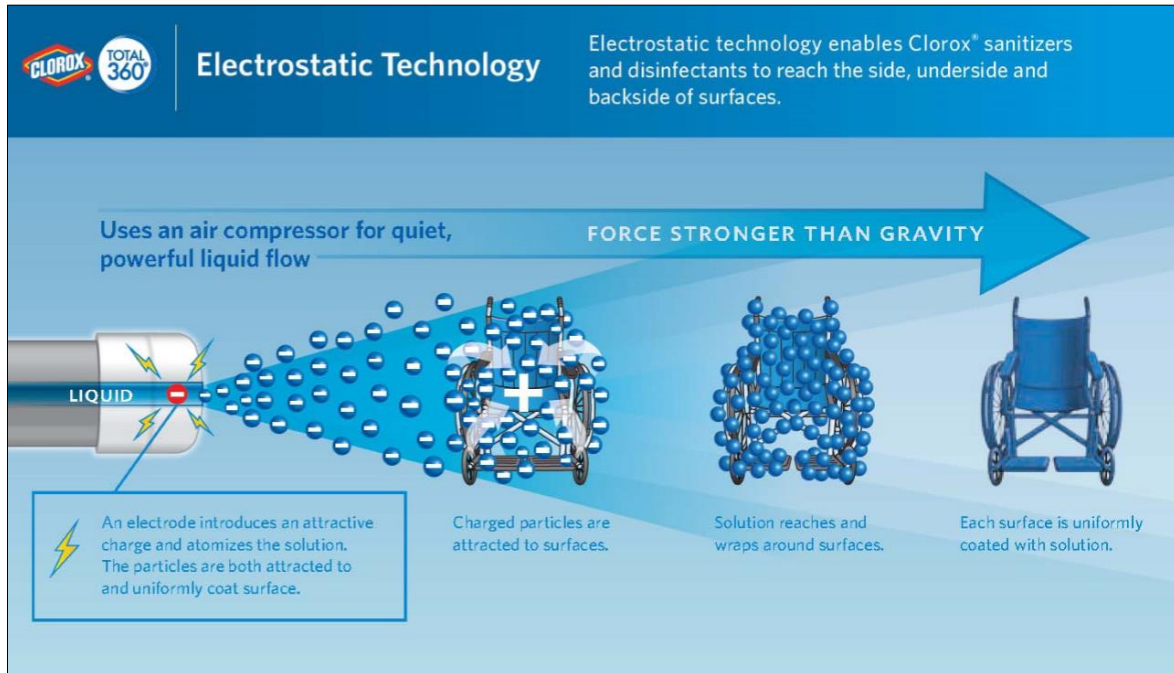 CLOROX®
TOTAL
360®
Electrostatic Technology
Electrostatic technology enables Clorox® sanitizers
and disinfectants to reach the side, underside and
backside of surfaces.
Uses an air compressor for quiet,
powerful liquid flow
FORCE STRONGER THAN GRAVITY
LIQUID
An electrode introduces an attractive
charge and atomizes the solution.
The particles are both attracted to
and uniformly coat surface.
Charged particles are
attracted to surfaces.
Solution reaches and
wraps around surfaces.
Each surface is uniformly
coated with solution.